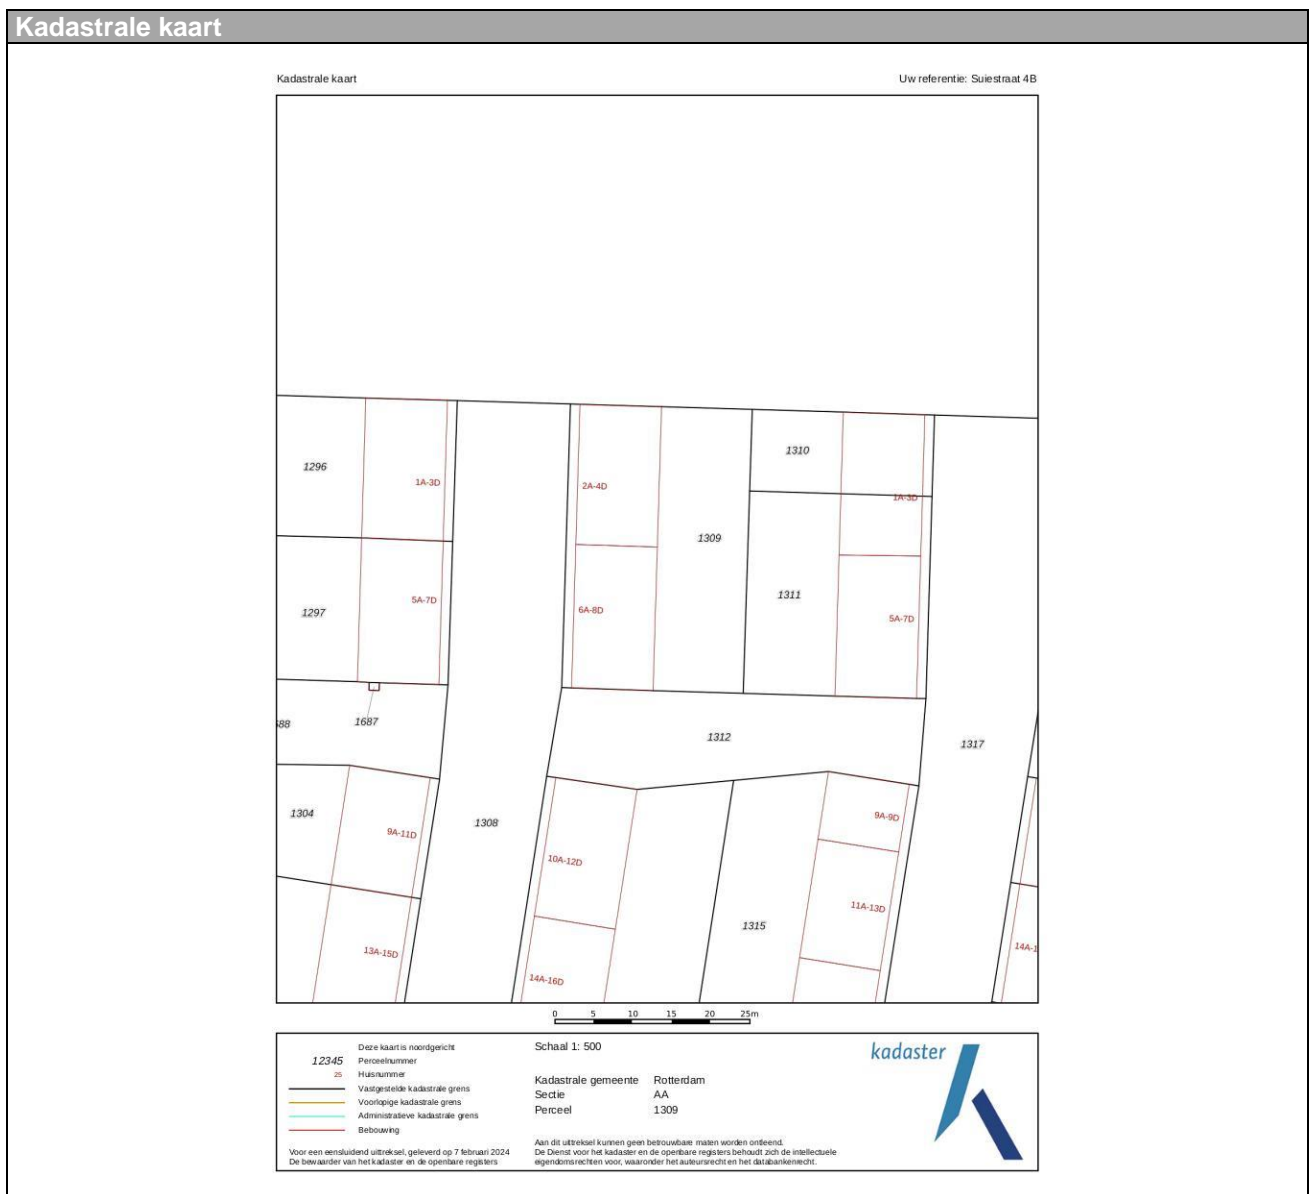 Kadastrale kaart
Kadastrale kaart
Uw referentie: Suiestraat 4B
1296
1A-3D
2A-4D
1309
1310
1A-3D
1297
5A-7D
6A-8D
1311
5A-7D
1687
1312
1317
1304
9A-11D
1308
10A-12D
9A-9D
11A-13D
1315
13A-15D
14A-16D
0 5 10 15 20 25m
Deze kaart is noordgericht
12345 Perceelnummer
25 Huisnummer
Vastgestelde kadastrale grens
Voorlopige kadastrale grens
Administratieve kadastrale grens
Bebouwing
Voor een eensluidend uittreksel, geleverd op 7 februari 2024
De bewaarder van het kadaster en de openbare registers
Schaal 1: 500
Kadastrale gemeente Rotterdam
Sectie AA
Perceel 1309
Aan dit uittreksel kunnen geen betrouwbare maten worden ontleend.
De Dienst voor het kadaster en de openbare registers behoudt zich de intellectuele
eigendomsrechten voor, waaronder het auteursrecht en het databankenrecht.
kadaster